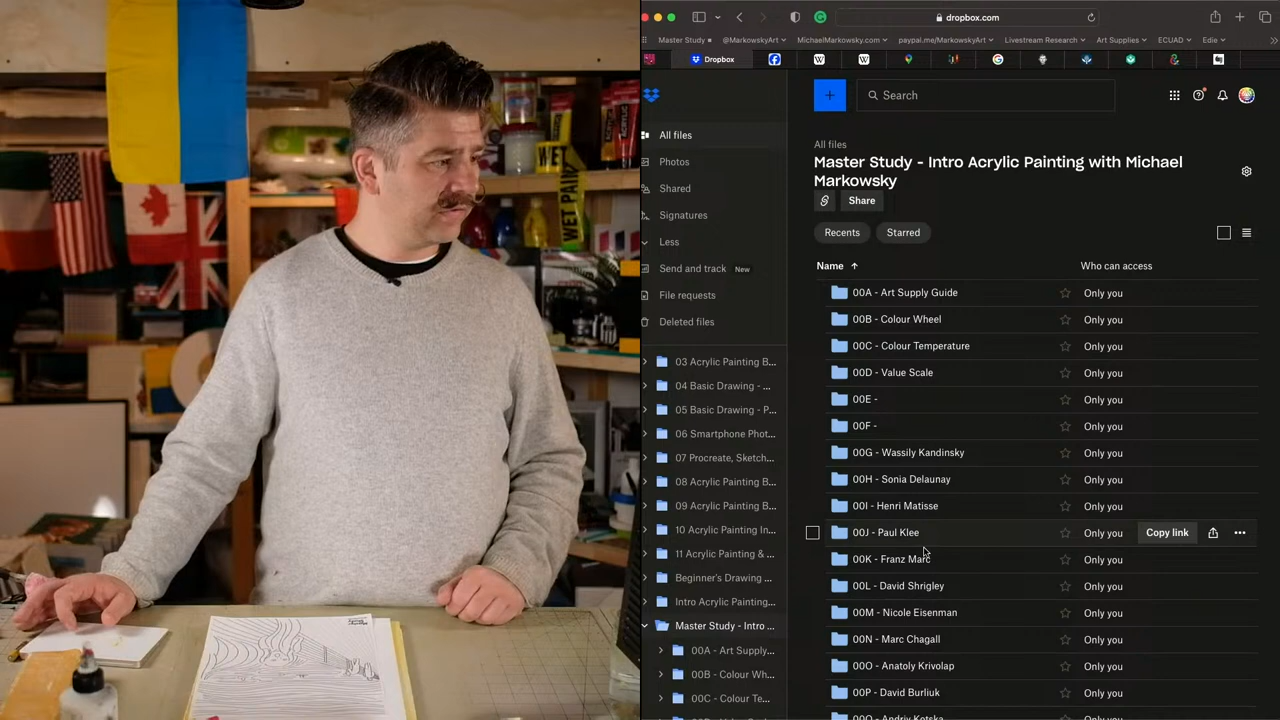 WET PAIN
WET PAIN
dropbox.com
Master Study
@MarkowskyArt
MichaelMarkowsky.com
paypal.me/MarkowskyArt
Livestream Research
Art Supplies
ECUAD
Edie
Dropbox
Search
All files
Photos
Shared
Signatures
Less
Send and track New
File requests
Deleted files
03 Acrylic Painting B...
04 Basic Drawing - ...
05 Basic Drawing - P...
06 Smartphone Phot...
07 Procreate, Sketch...
08 Acrylic Painting B...
09 Acrylic Painting B...
10 Acrylic Painting In...
11 Acrylic Painting & ...
Beginner's Drawing ...
Intro Acrylic Painting...
Master Study - Intro ...
00A - Art Supply...
00B - Colour Wh...
00C - Colour Te...
All files
Master Study - Intro Acrylic Painting with Michael
Markowsky
Share
Recents
Starred
Name
Who can access
00A - Art Supply Guide Only you
00B - Colour Wheel Only you
00C - Colour Temperature Only you
00D - Value Scale Only you
00E - Only you
00F - Only you
00G - Wassily Kandinsky Only you
00H - Sonia Delaunay Only you
00I - Henri Matisse Only you
00J - Paul Klee Only you Copy link
00K - Franz Marc Only you
00L - David Shrigley Only you
00M - Nicole Eisenman Only you
00N - Marc Chagall Only you
00O - Anatoly Krivolap Only you
00P - David Burliuk Only you
00Q - Andriy Kotska